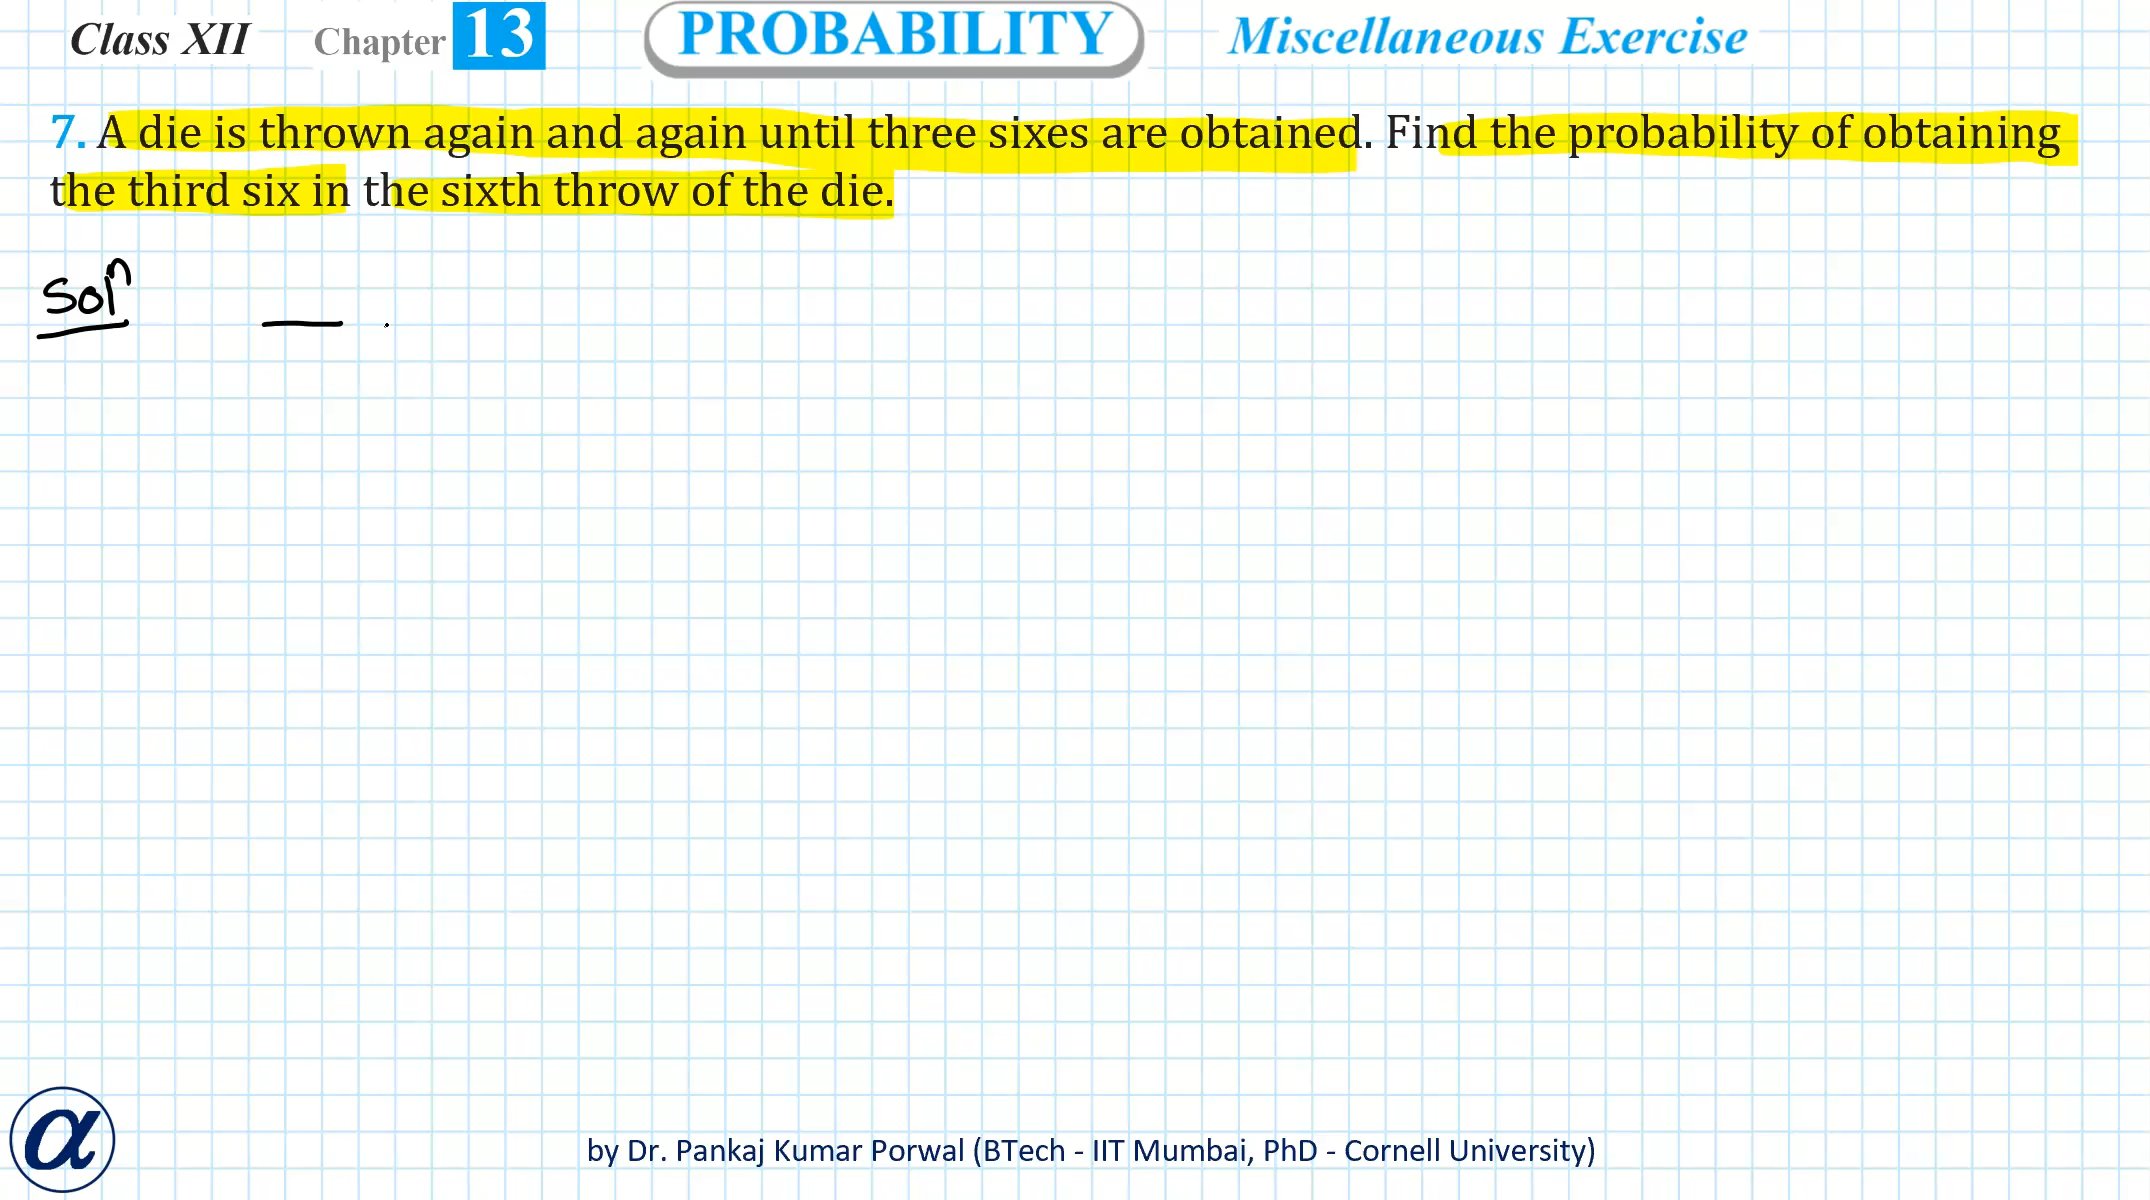 Class XII Chapter 13 PROBABILITY Miscellaneous Exercise
7. A die is thrown again and again until three sixes are obtained. Find the probability of obtaining
the third six in the sixth throw of the die.
Solⁿ
α
by Dr. Pankaj Kumar Porwal (BTech - IIT Mumbai, PhD - Cornell University)